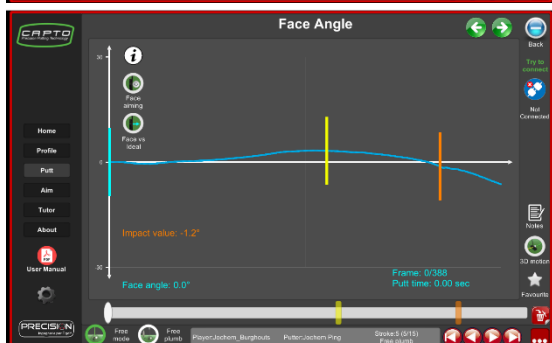 Face Angle
CAPTO
Back
Try to
connect
Not
Connected
30
i
Face
aiming
Face vs
ideal
Home
Profile
Putt
Aim
Tutor
About
0
Impact value: -1.2°
User Manual
-30
Face angle: 0.0°
Frame: 0/388
Putt time: 0.00 sec
Notes
3D motion
Favourite
PRECISION
Free
mode
Free
plumb
Player:Jochem_Burghouts
Putter:Jochem Ping
Stroke:5 (5/15)
Free plumb